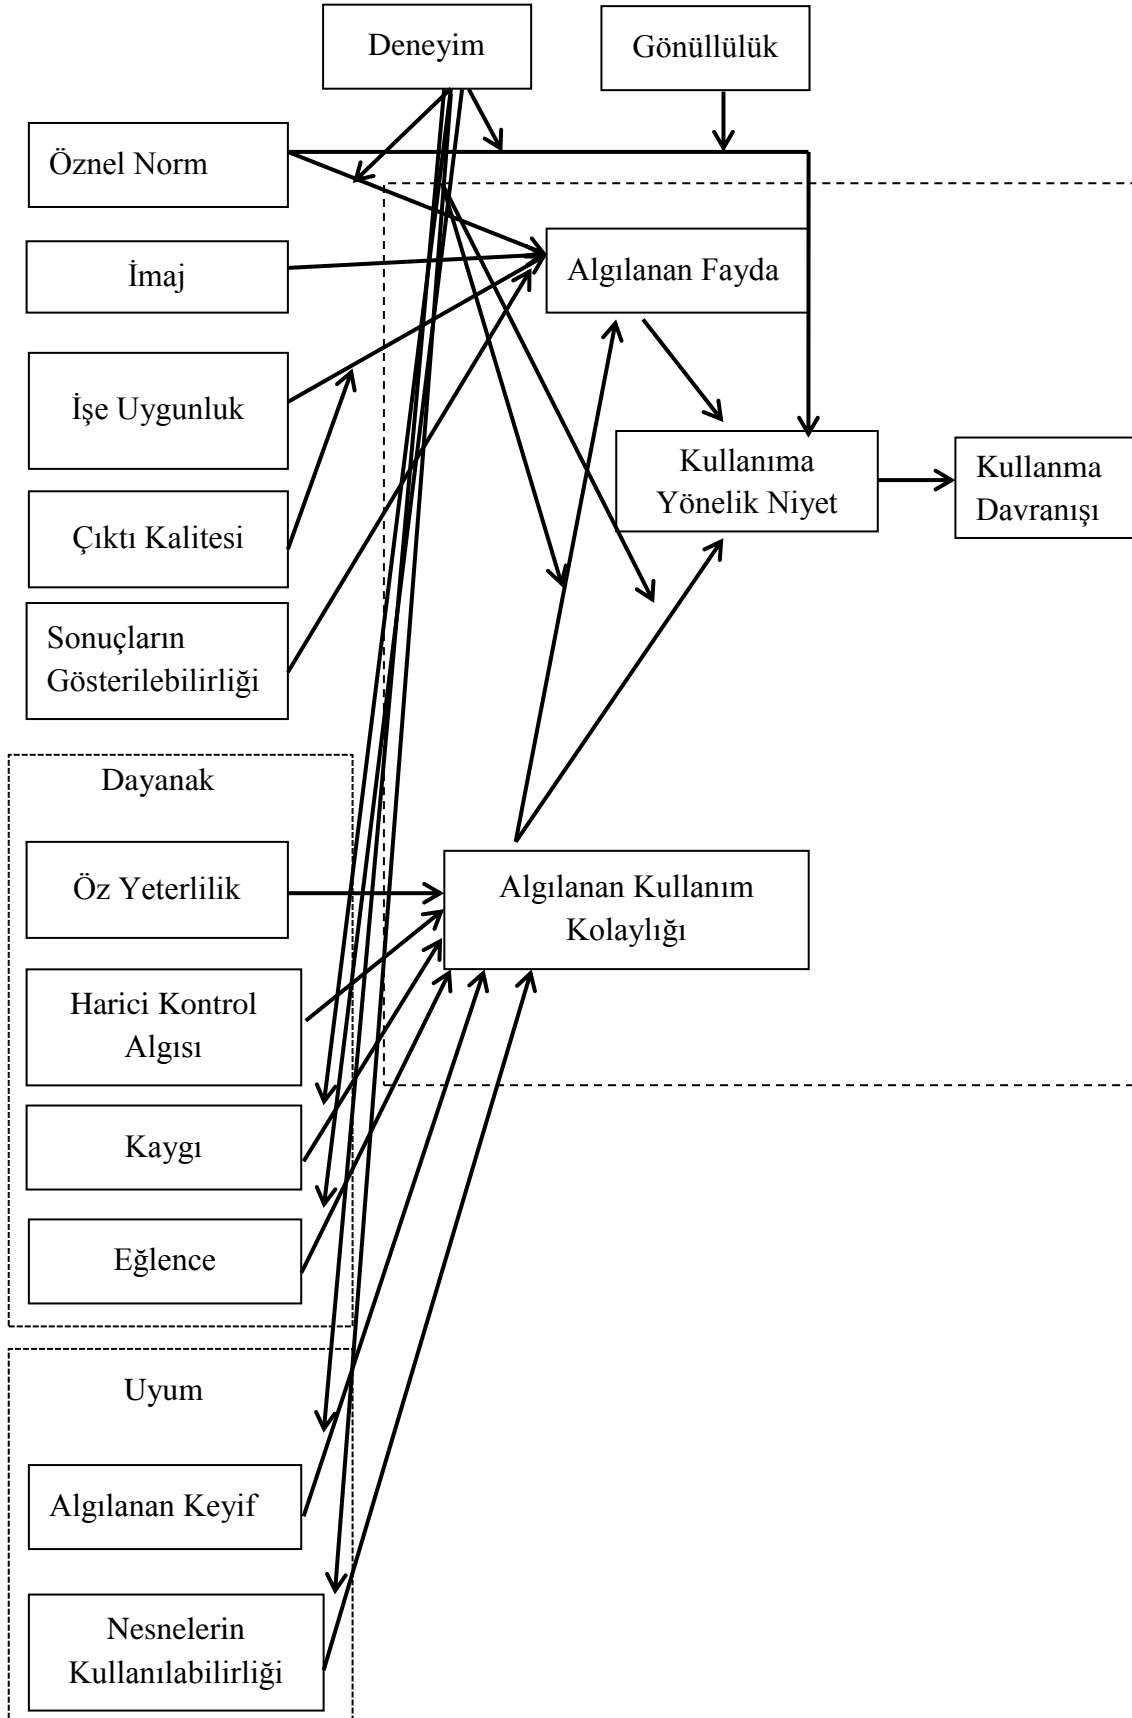 Deneyim
Gönüllülük
Öznel Norm
İmaj
Algılanan Fayda
İşe Uygunluk
Kullanıma
Yönelik Niyet
Kullanma
Davranışı
Çıktı Kalitesi
Sonuçların
Gösterilebilirliği
Dayanak
Öz Yeterlilik
Algılanan Kullanım
Kolaylığı
Harici Kontrol
Algısı
Kaygı
Eğlence
Uyum
Algılanan Keyif
Nesnelerin
Kullanılabilirliği